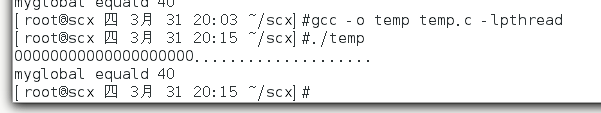 myglobal equald 40
[root@scx 四 3月 31 20:03 ~/scx]#gcc -o temp temp.c -lpthread
[root@scx 四 3月 31 20:15 ~/scx]#./temp
oooooooooooooooooooo....................
myglobal equald 40
[root@scx 四 3月 31 20:15 ~/scx]#